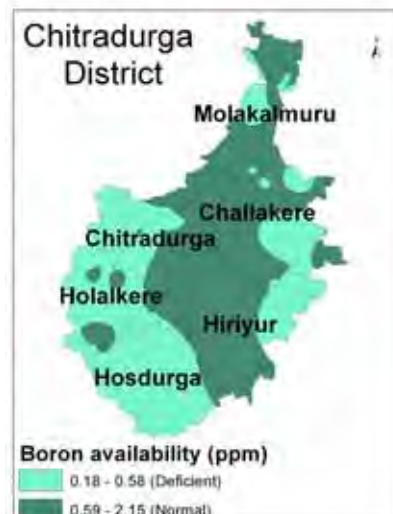 Chitradurga
District
Molakalmuru
Challakere
Chitradurga
Holalkere
Hiriyur
Hosdurga
Boron availability (ppm)
0.18 - 0.58 (Deficient)
0.59 - 2.15 (Normal)